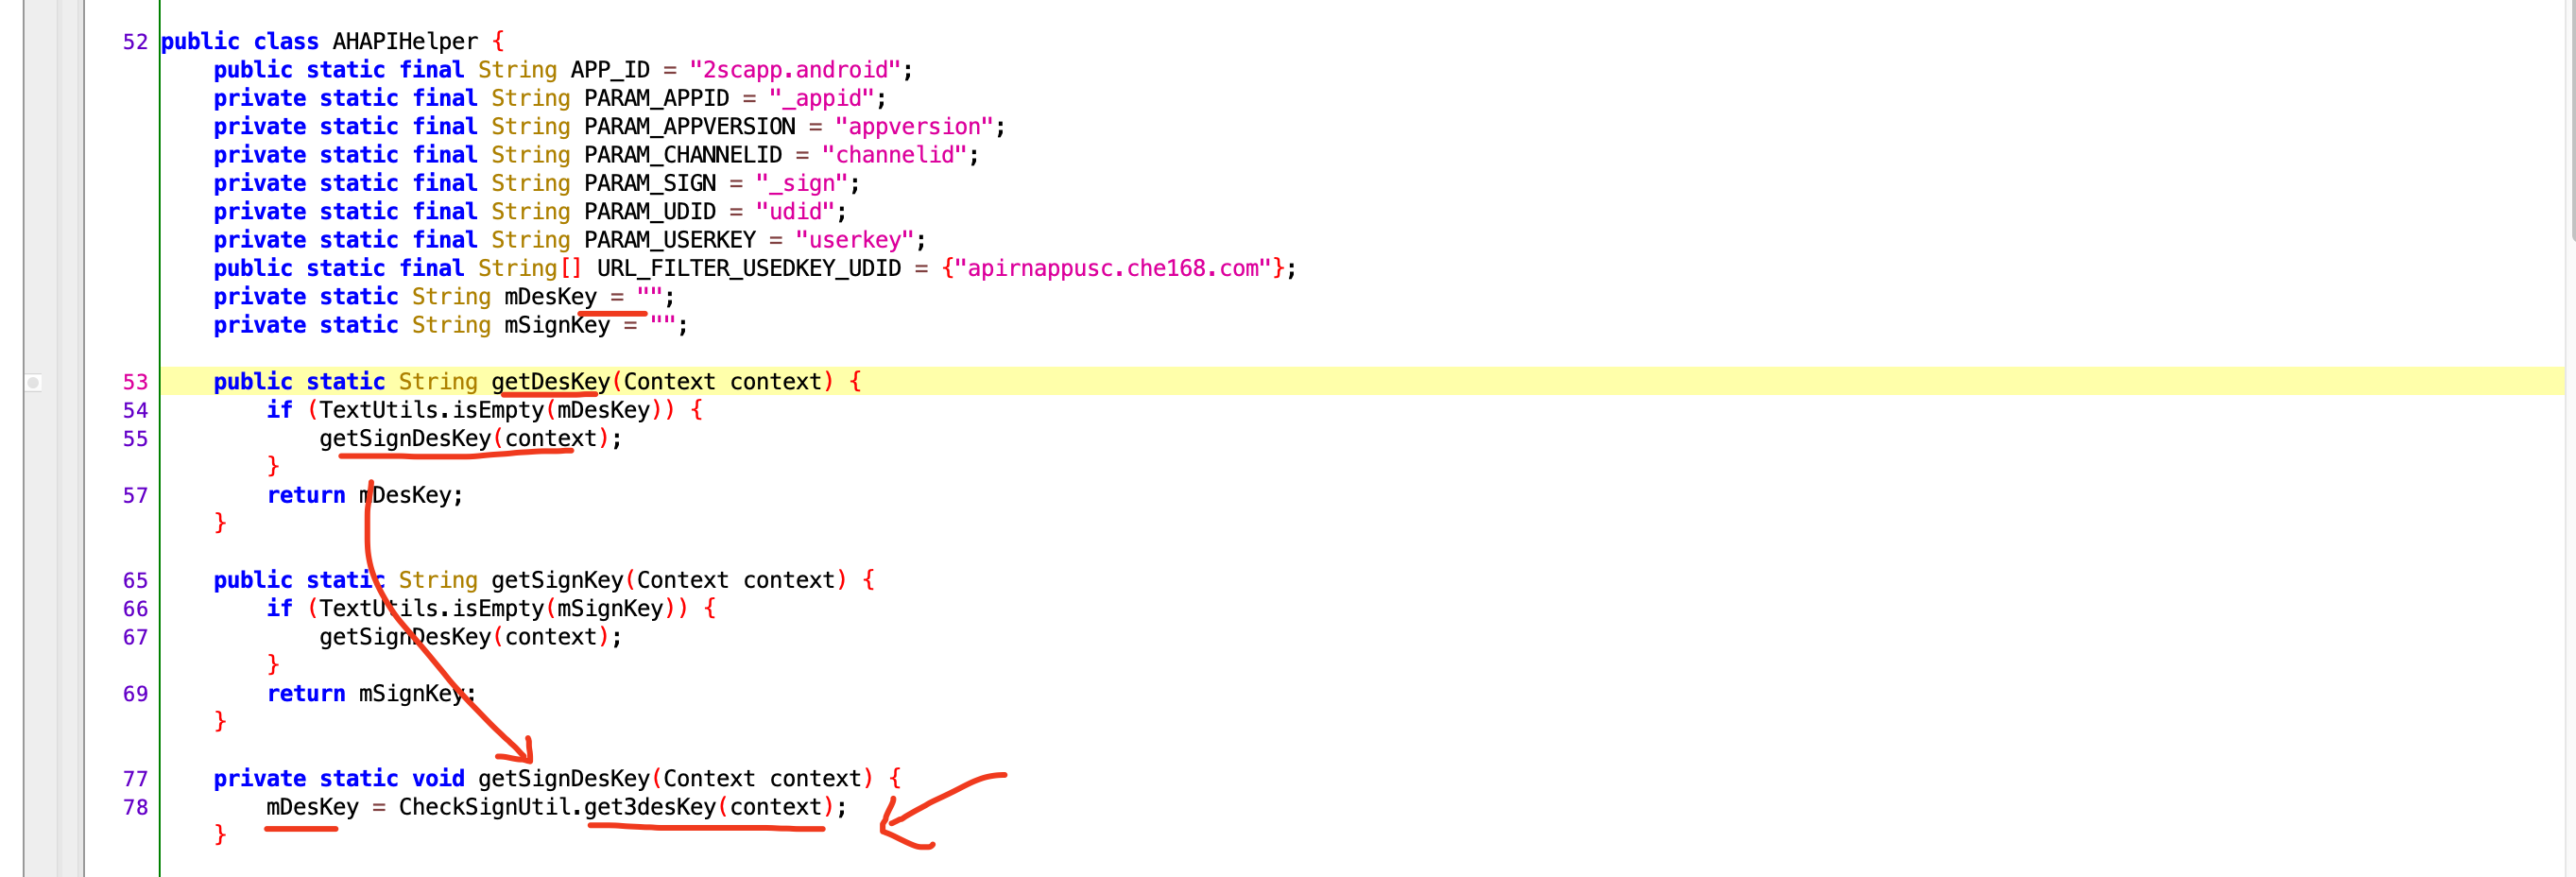 52 public class AHAPIHelper {
public static final String APP_ID = "2scapp.android";
private static final String PARAM_APPID = "_appid";
private static final String PARAM_APPVERSION = "appversion";
private static final String PARAM_CHANNELID = "channelid";
private static final String PARAM_SIGN = "_sign";
private static final String PARAM_UDID = "udid";
private static final String PARAM_USERKEY = "userkey";
public static final String[] URL_FILTER_USEDKEY_UDID = {"apirnappusc.che168.com"};
private static String mDesKey = "";
private static String mSignKey = "";
53 public static String getDesKey(Context context) {
54 if (TextUtils.isEmpty(mDesKey)) {
55 getSignDesKey(context);
}
57 return mDesKey;
}
65 public static String getSignKey(Context context) {
66 if (TextUtils.isEmpty(mSignKey)) {
67 getSignDesKey(context);
}
69 return mSignKey;
}
77 private static void getSignDesKey(Context context) {
78 mDesKey = CheckSignUtil.get3desKey(context);
}